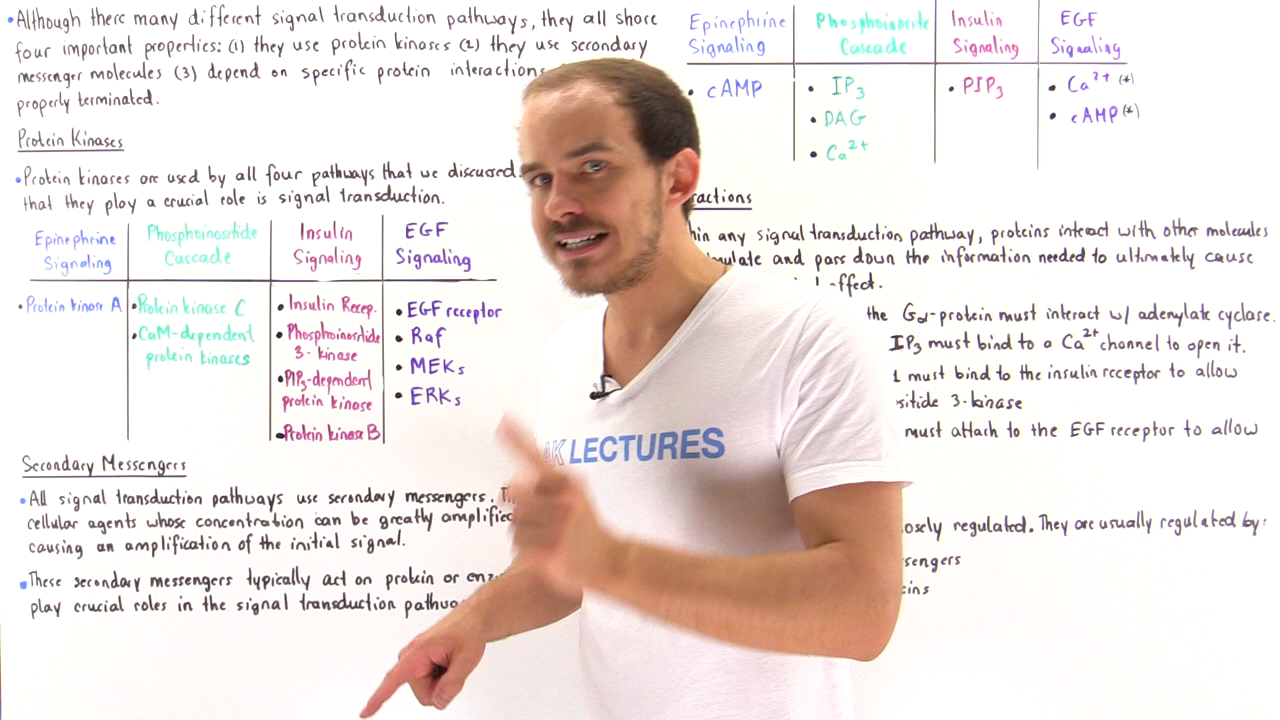 • Although there many different signal transduction pathways, they all share
four important properties: (1) they use protein kinases (2) they use secondary
messenger molecules (3) depend on specific protein interactions
properly terminated.
Protein Kinases
• Protein kinases are used by all four pathways that we discussed.
that they play a crucial role is signal transduction.
Epinephrine Signaling
Phosphoinositide Cascade
Insulin Signaling
EGF Signaling
• Protein kinase A
• Protein kinase C
• CaM-dependent
protein kinases
• Insulin Recep.
• Phosphoinositide
3-kinase
• PIP3-dependent
protein kinase
• Protein kinase B
• EGF receptor
• Raf
• MEKs
• ERKs
Secondary Messengers
• All signal transduction pathways use secondary messengers.
cellular agents whose concentration can be greatly amplified
causing an amplification of the initial signal.
• These secondary messengers typically act on protein or
play crucial roles in the signal transduction
Epinephrine Signaling
Phosphoinositide Cascade
Insulin Signaling
EGF Signaling
• cAMP
• IP3
• DAG
• Ca2+
• PIP3
• Ca2+ (*)
• cAMP (*)
any signal transduction pathway, proteins interact with other molecules
and pass down the information needed to ultimately cause
the Gα-protein must interact w/ adenylate cyclase.
IP3 must bind to a Ca2+ channel to open it.
1 must bind to the insulin receptor to allow
3-kinase
must attach to the EGF receptor to allow
regulated. They are usually regulated by:
AK LECTURES